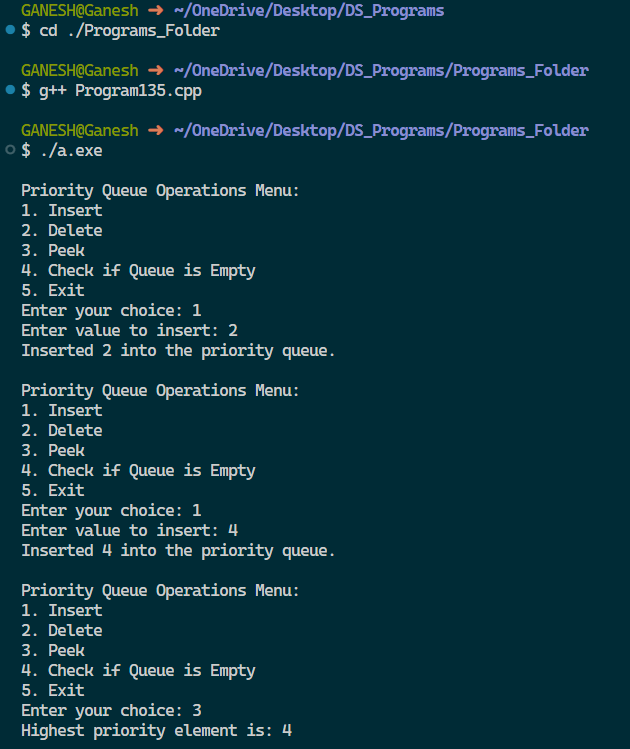 GANESH@Ganesh ➜ ~/OneDrive/Desktop/DS_Programs
$ cd ./Programs_Folder
GANESH@Ganesh ➜ ~/OneDrive/Desktop/DS_Programs/Programs_Folder
$ g++ Program135.cpp
GANESH@Ganesh ➜ ~/OneDrive/Desktop/DS_Programs/Programs_Folder
$ ./a.exe
Priority Queue Operations Menu:
1. Insert
2. Delete
3. Peek
4. Check if Queue is Empty
5. Exit
Enter your choice: 1
Enter value to insert: 2
Inserted 2 into the priority queue.
Priority Queue Operations Menu:
1. Insert
2. Delete
3. Peek
4. Check if Queue is Empty
5. Exit
Enter your choice: 1
Enter value to insert: 4
Inserted 4 into the priority queue.
Priority Queue Operations Menu:
1. Insert
2. Delete
3. Peek
4. Check if Queue is Empty
5. Exit
Enter your choice: 3
Highest priority element is: 4